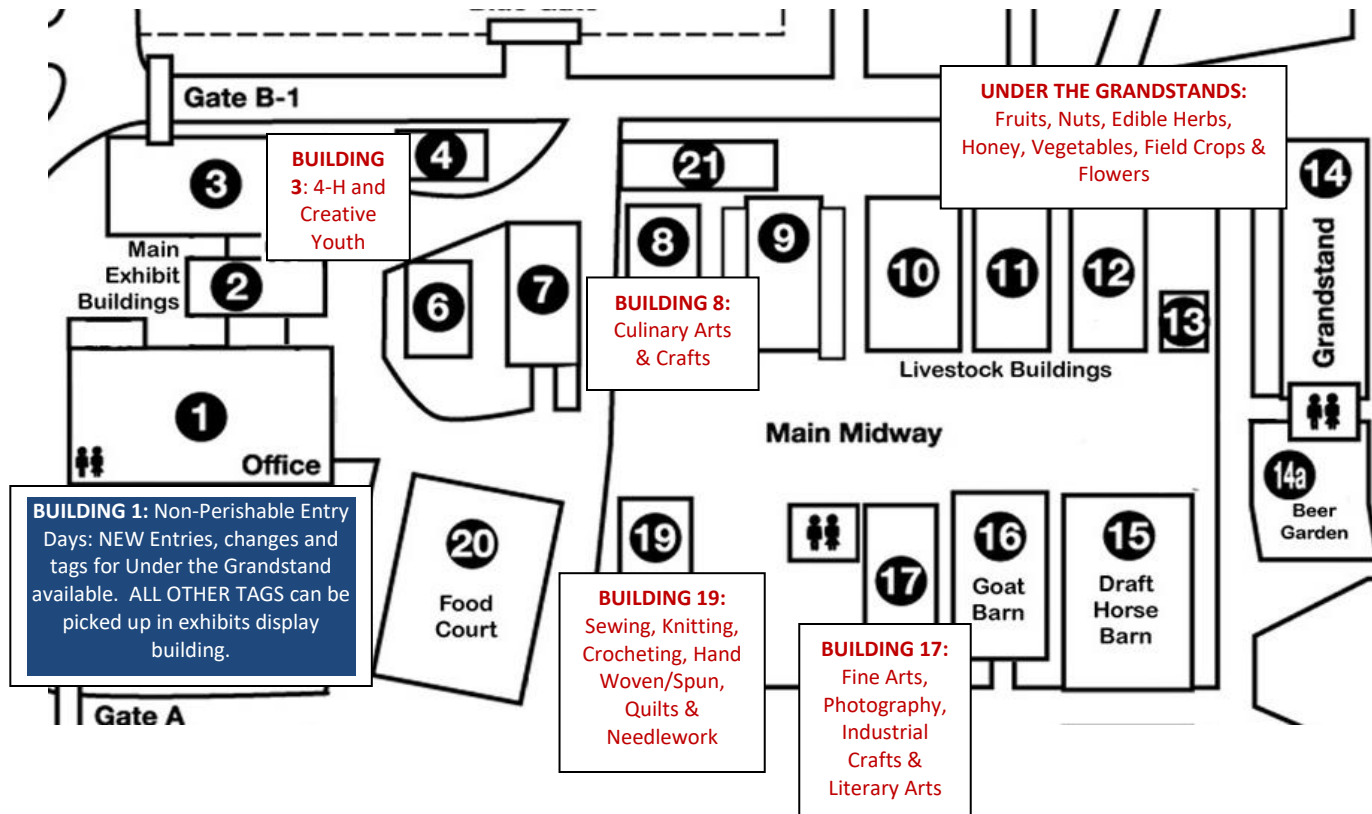 Gate B-1
UNDER THE GRANDSTANDS:
Fruits, Nuts, Edible Herbs,
Honey, Vegetables, Field Crops &
Flowers
BUILDING
3: 4-H and
Creative
Youth
3
4
21
14
Grandstand
Main
Exhibit
Buildings
2
6
7
8
9
10
11
12
13
BUILDING 8:
Culinary Arts
& Crafts
Livestock Buildings
1
Office
Main Midway
14a
Beer
Garden
BUILDING 1: Non-Perishable Entry
Days: NEW Entries, changes and
tags for Under the Grandstand
available. ALL OTHER TAGS can be
picked up in exhibits display
building.
20
Food
Court
19
17
16
Goat
Barn
15
Draft
Horse
Barn
BUILDING 19:
Sewing, Knitting,
Crocheting, Hand
Woven/Spun,
Quilts &
Needlework
BUILDING 17:
Fine Arts,
Photography,
Industrial
Crafts &
Literary Arts
Gate A